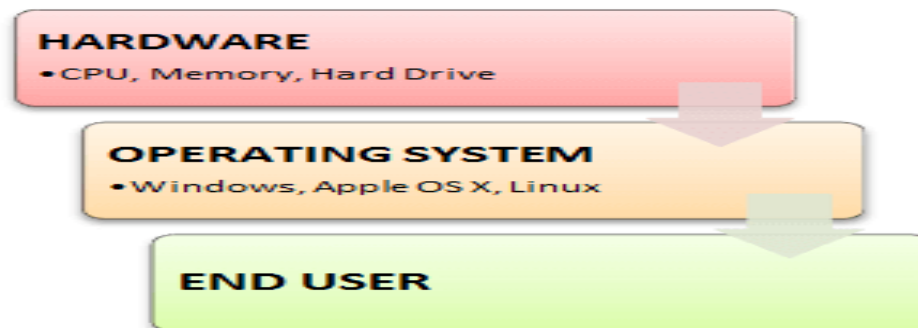 HARDWARE
•CPU, Memory, Hard Drive
OPERATING SYSTEM
•Windows, Apple OS X, Linux
END USER